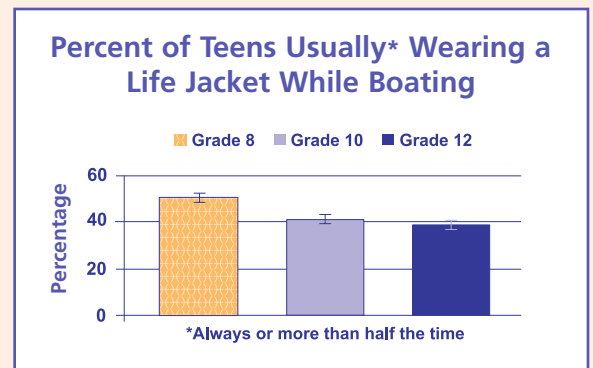 Percent of Teens Usually* Wearing a
Life Jacket While Boating
Grade 8 Grade 10 Grade 12
Percentage
60
40
20
0
*Always or more than half the time